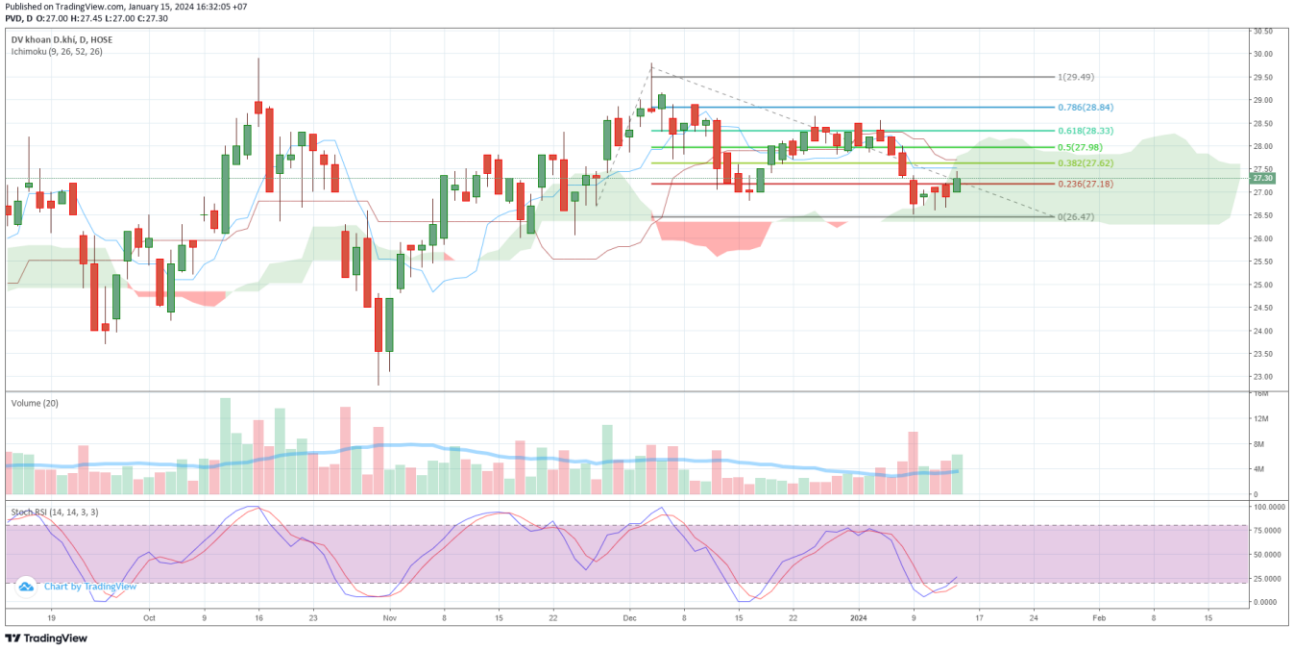 Published on TradingView.com, January 15, 2024 16:32:05 +07
PVD, D O:27.00 H:27.45 L:27.00 C:27.30
DV khoan D.khí, D, HOSE
Ichimoku (9, 26, 52, 26)
30.50
30.00
29.50
29.00
28.50
28.00
27.50
27.30
27.00
26.50
26.00
25.50
25.00
24.50
24.00
23.50
23.00
1(29.49)
0.786(28.84)
0.618(28.33)
0.5(27.98)
0.382(27.62)
0.236(27.18)
0(26.47)
Volume (20)
16M
12M
8M
4M
0
Stoch RSI (14, 14, 3, 3)
100.0000
75.0000
50.0000
25.0000
0.0000
Chart by TradingView
19 Oct 9 16 23 Nov 8 15 22 Dec 8 15 22 2024 9 17 24 Feb 8 15
TradingView